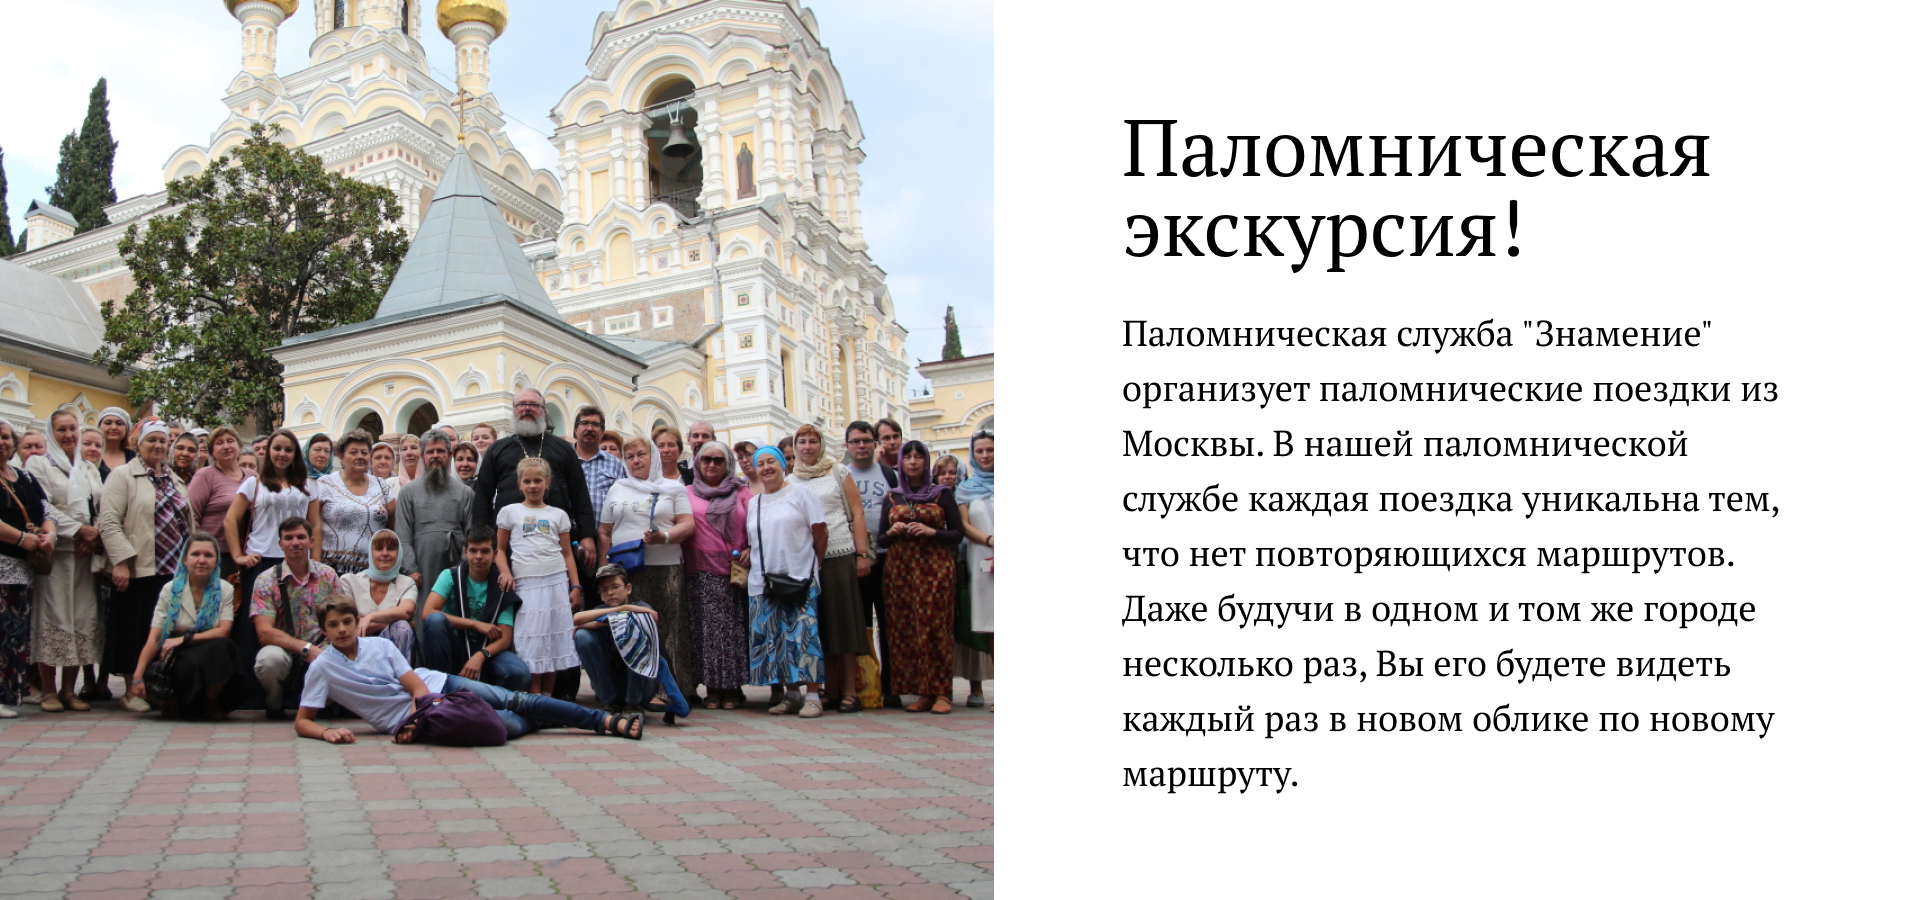 Паломническая
экскурсия!
Паломническая служба "Знамение"
организует паломнические поездки из
Москвы. В нашей паломнической
службе каждая поездка уникальна тем,
что нет повторяющихся маршрутов.
Даже будучи в одном и том же городе
несколько раз, Вы его будете видеть
каждый раз в новом облике по новому
маршруту.